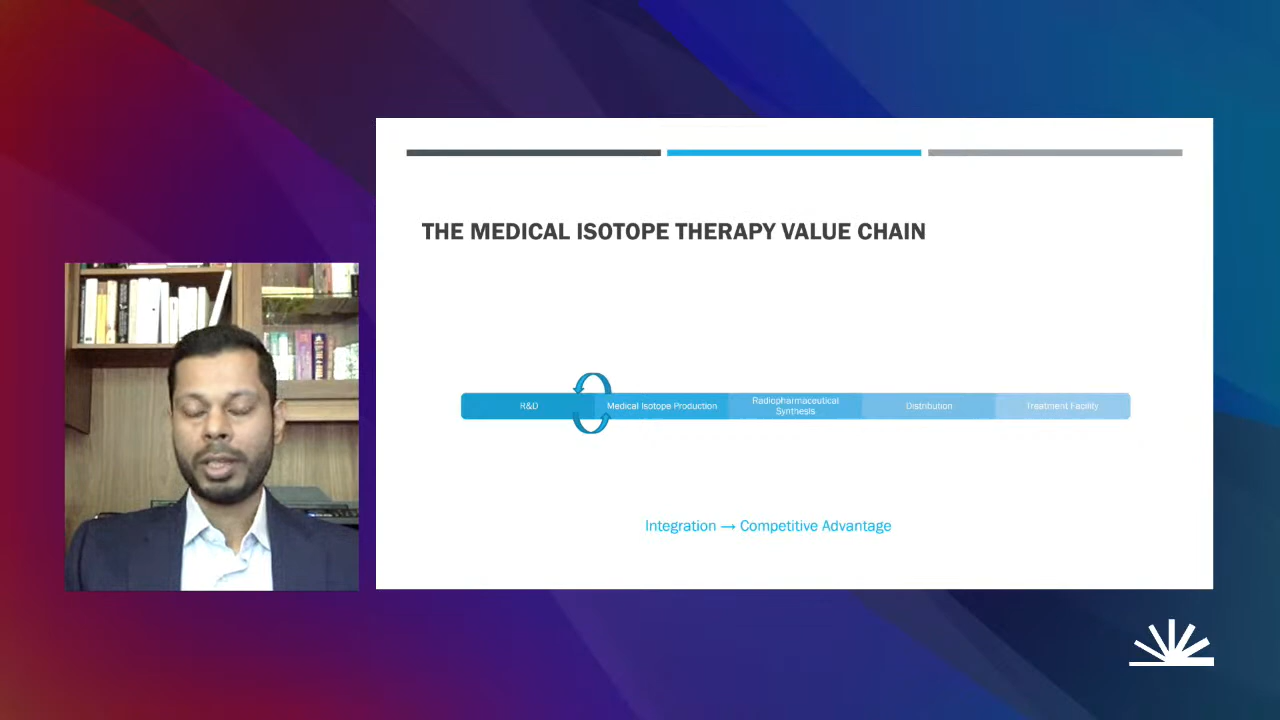 THE MEDICAL ISOTOPE THERAPY VALUE CHAIN
R&D
Medical Isotope Production
Radiopharmaceutical
Synthesis
Distribution
Treatment Facility
Integration → Competitive Advantage